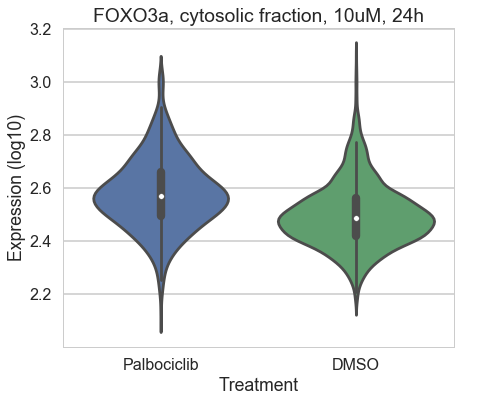 FOXO3a, cytosolic fraction, 10uM, 24h
3.2
3.0
2.8
2.6
2.4
2.2
Expression (log10)
Palbociclib DMSO
Treatment